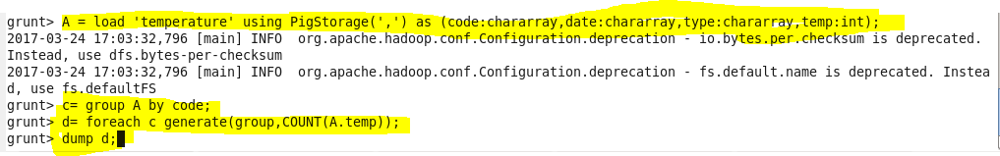 grunt> A = load 'temperature' using PigStorage(',') as (code:chararray,date:chararray,type:chararray,temp:int);
2017-03-24 17:03:32,796 [main] INFO  org.apache.hadoop.conf.Configuration.deprecation - io.bytes.per.checksum is deprecated.
Instead, use dfs.bytes-per-checksum
2017-03-24 17:03:32,796 [main] INFO  org.apache.hadoop.conf.Configuration.deprecation - fs.default.name is deprecated. Instea
d, use fs.defaultFS
grunt> c= group A by code;
grunt> d= foreach c generate(group,COUNT(A.temp));
grunt> dump d;